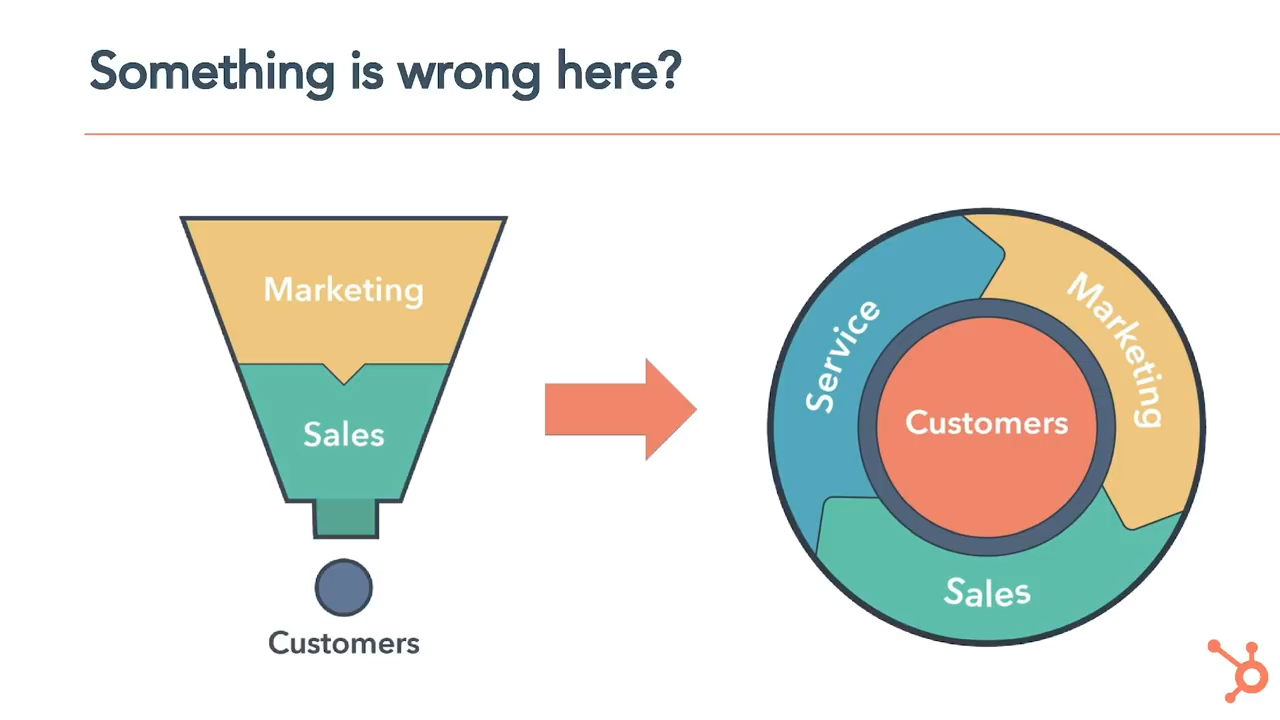 Something is wrong here?
Marketing
Sales
Customers
Service
Marketing
Customers
Sales